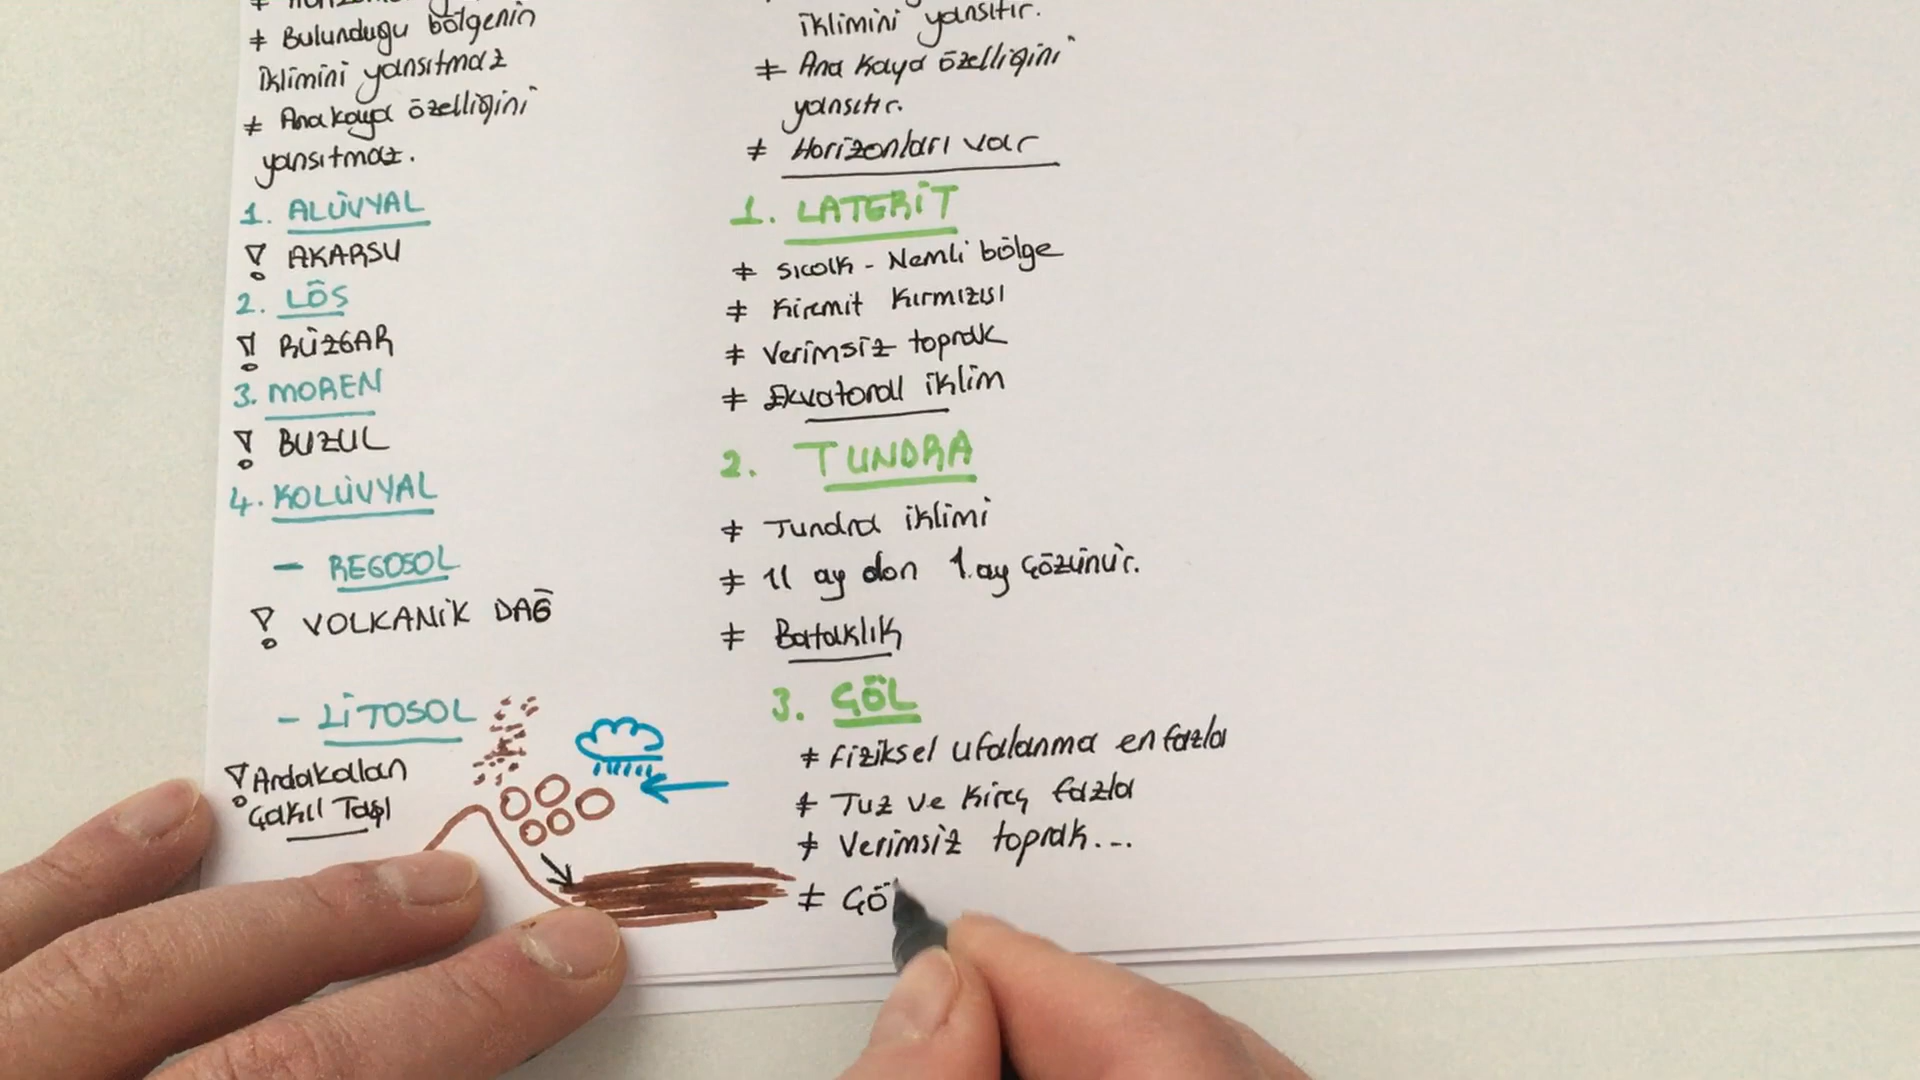 ≠ Bulunduğu bölgenin
iklimini yansıtmaz
≠ Anakaya özelliğini
yansıtmaz.
1. ALÜVYAL
! AKARSU
2. LÖS
! RÜZGAR
3. MOREN
! BUZUL
4. KOLÜVYAL
- REGOSOL
! VOLKANİK DAĞ
- LİTOSOL
! Ardakallan
Çakıl Taşı
iklimini yansıtır.
≠ Ana Kaya özelliğini
yansıtır.
≠ Horizonları var
1. LATERİT
≠ Sıcak - Nemli bölge
≠ Kiremit Kırmızısı
≠ Verimsiz toprak
≠ Ekvatoral iklim
2. TUNDRA
≠ Tundra iklimi
≠ 11 ay don 1.ay çözünür.
≠ Bataklık
3. ÇÖL
≠ Fiziksel ufalanma en fazla
≠ Tuz ve Kireç fazla
≠ Verimsiz toprak...
≠ ÇÖ